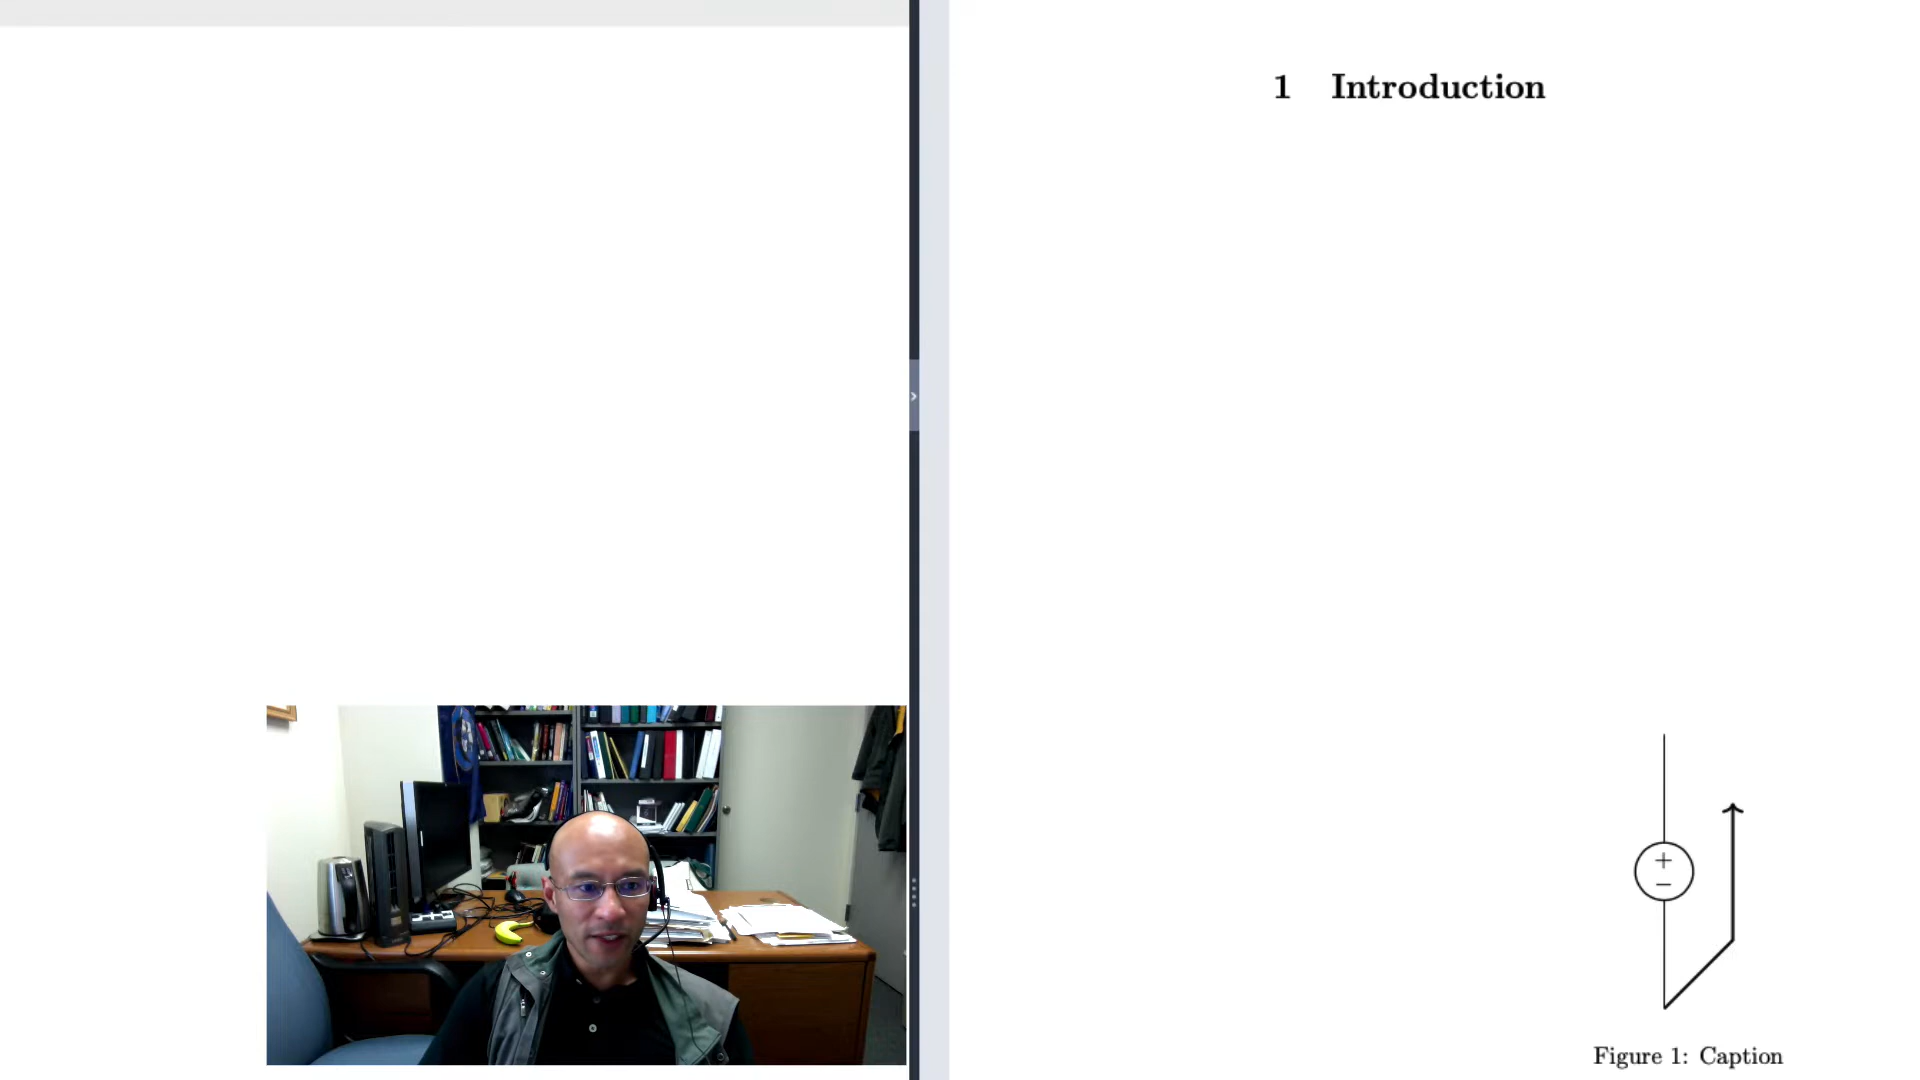 1 Introduction
+
−
Figure 1: Caption